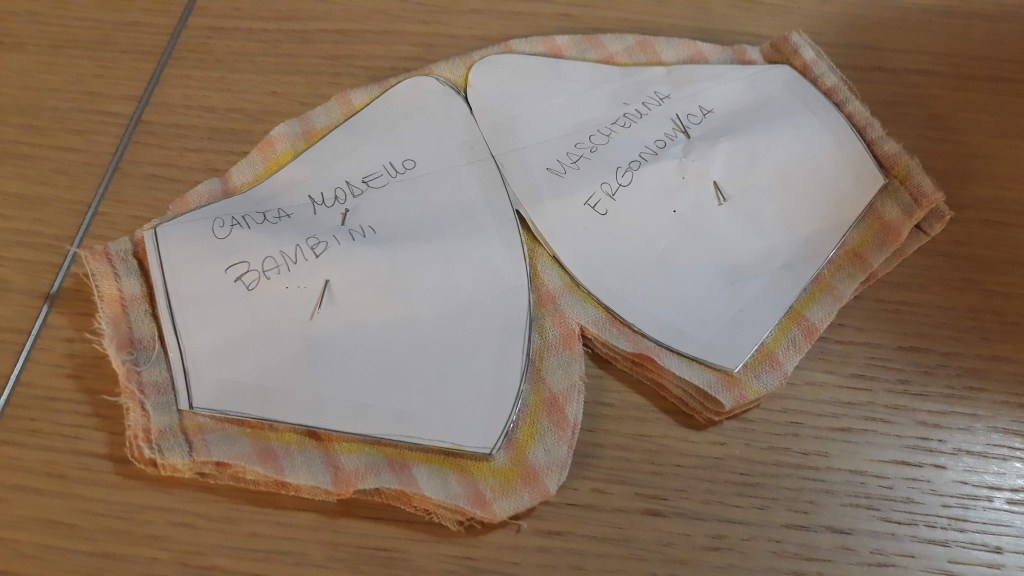 CARTA MODELLO
BAMBINI
MASCHERINA
ERGONOMICA